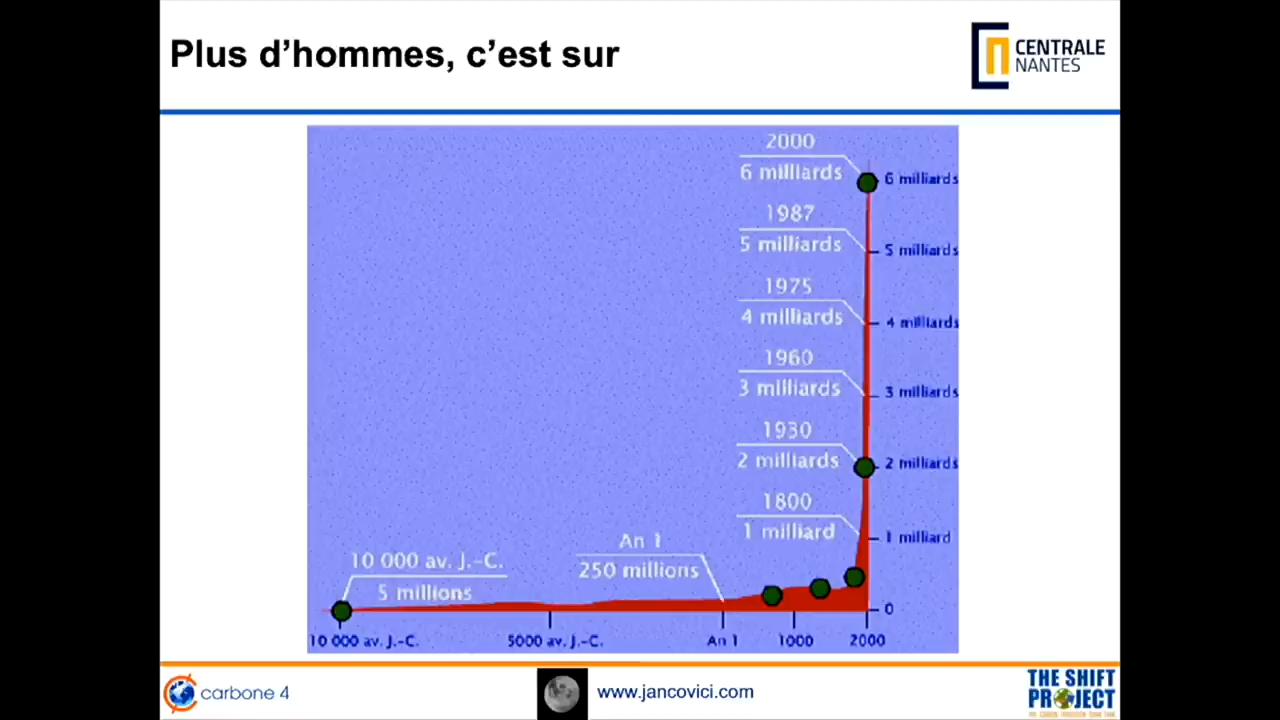 Plus d’hommes, c’est sur
CENTRALE
NANTES
2000
6 milliards
6 milliards
1987
5 milliards
5 milliards
1975
4 milliards
4 milliards
1960
3 milliards
3 milliards
1930
2 milliards
2 milliards
1800
1 milliard
1 milliard
An 1
250 millions
10 000 av. J.-C.
5 millions
0
10 000 av. J.-C.
5000 av. J.-C.
An 1
1000
2000
carbone 4
www.jancovici.com
THE SHIFT
PROJECT